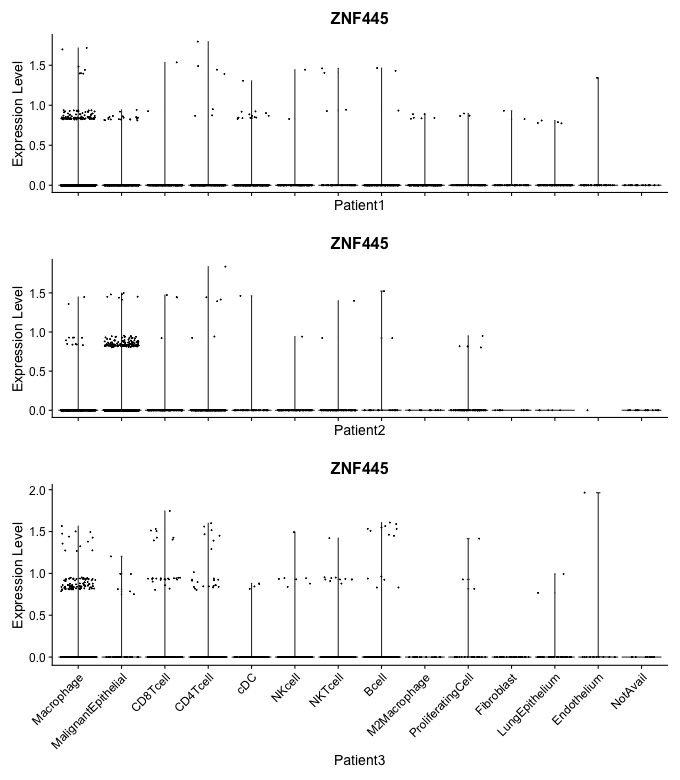 ZNF445
Expression Level
1.5
1.0
0.5
0.0
Patient1
ZNF445
Expression Level
1.5
1.0
0.5
0.0
Patient2
ZNF445
Expression Level
2.0
1.5
1.0
0.5
0.0
Macrophage
MalignantEpithelial
CD8Tcell
CD4Tcell
cDC
NKcell
NKTcell
Bcell
M2Macrophage
ProliferatingCell
Fibroblast
LungEpithelium
Endothelium
NotAvail
Patient3